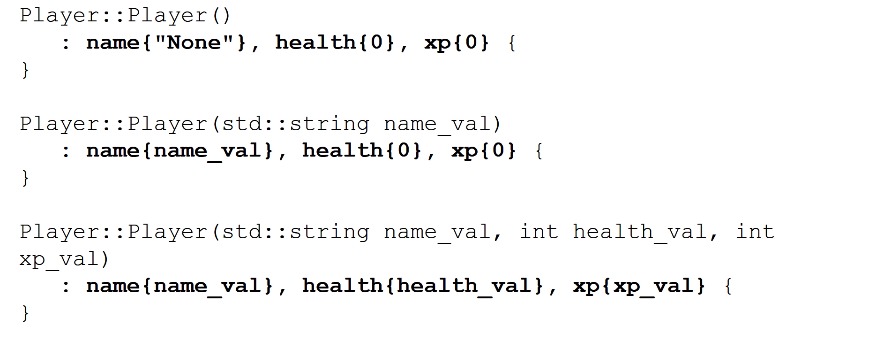 Player::Player()
: name{"None"}, health{0}, xp{0} {
}
Player::Player(std::string name_val)
: name{name_val}, health{0}, xp{0} {
}
Player::Player(std::string name_val, int health_val, int
xp_val)
: name{name_val}, health{health_val}, xp{xp_val} {
}